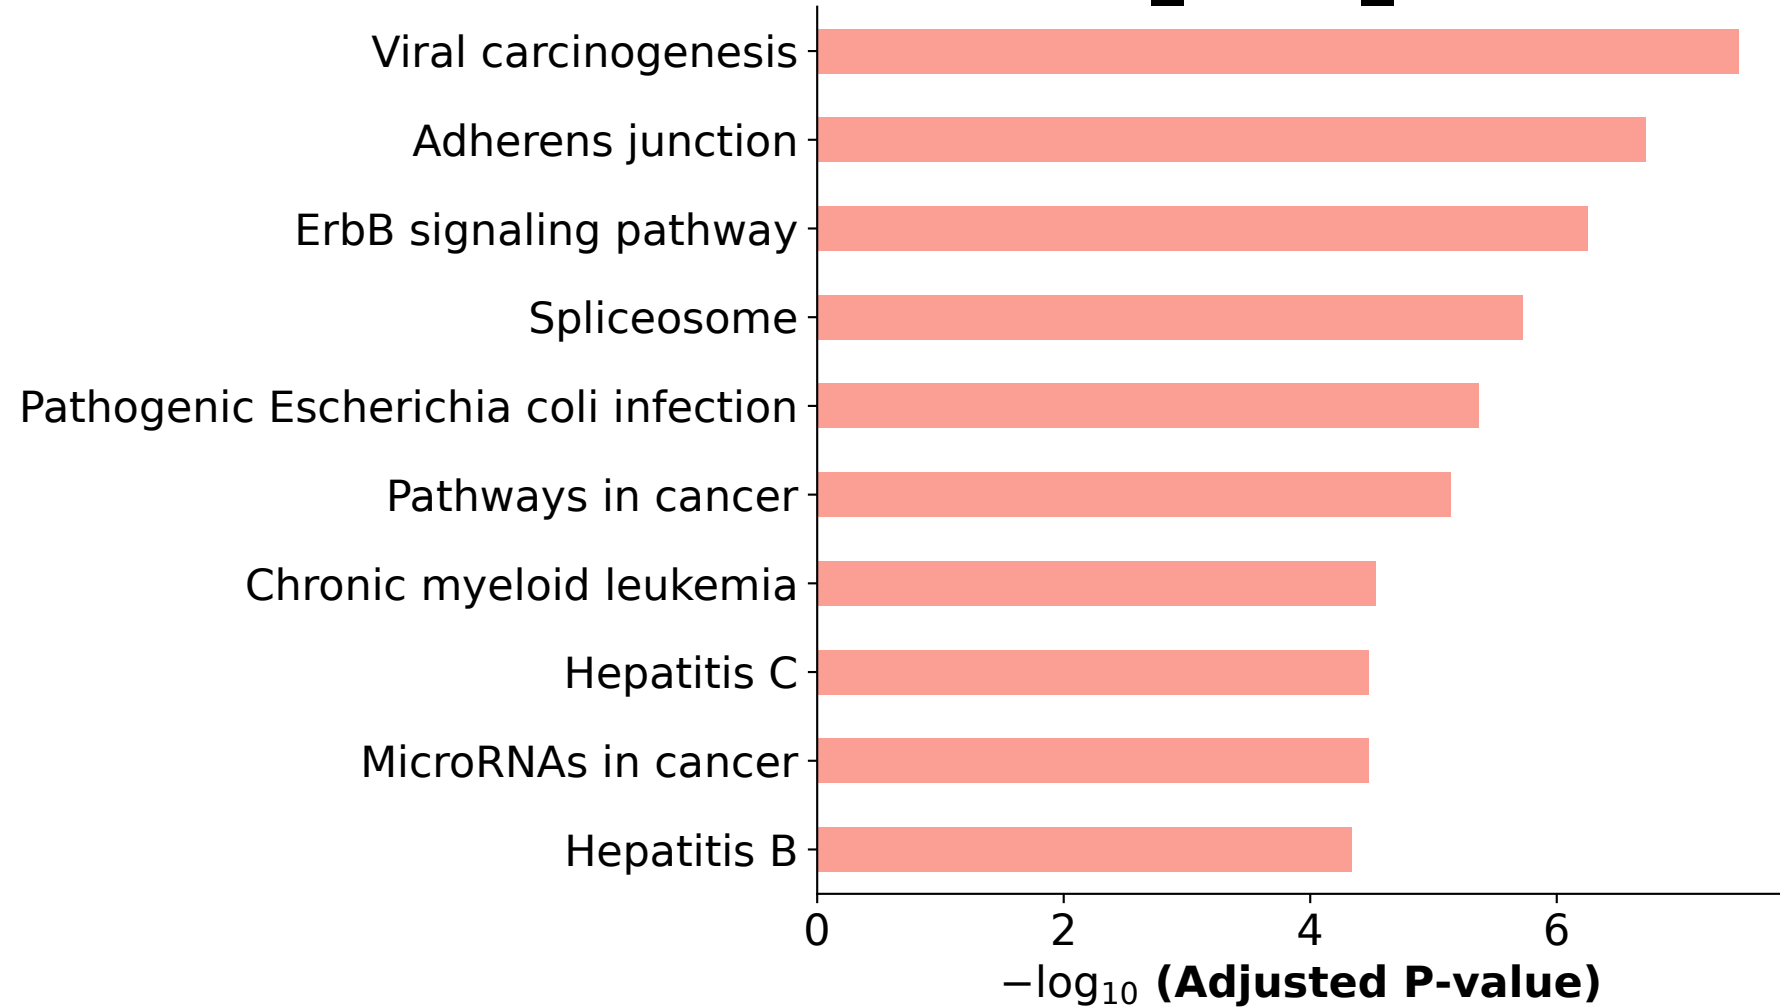 Viral carcinogenesis
Adherens junction
ErbB signaling pathway
Spliceosome
Pathogenic Escherichia coli infection
Pathways in cancer
Chronic myeloid leukemia
Hepatitis C
MicroRNAs in cancer
Hepatitis B
0 2 4 6
−log₁₀ (Adjusted P-value)